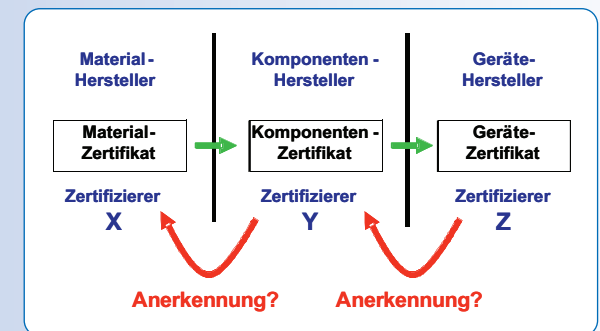 Material-
Hersteller
Komponenten -
Hersteller
Geräte-
Hersteller
Material-
Zertifikat
Komponenten -
Zertifikat
Geräte-
Zertifikat
Zertifizierer
X
Zertifizierer
Y
Zertifizierer
Z
Anerkennung?
Anerkennung?